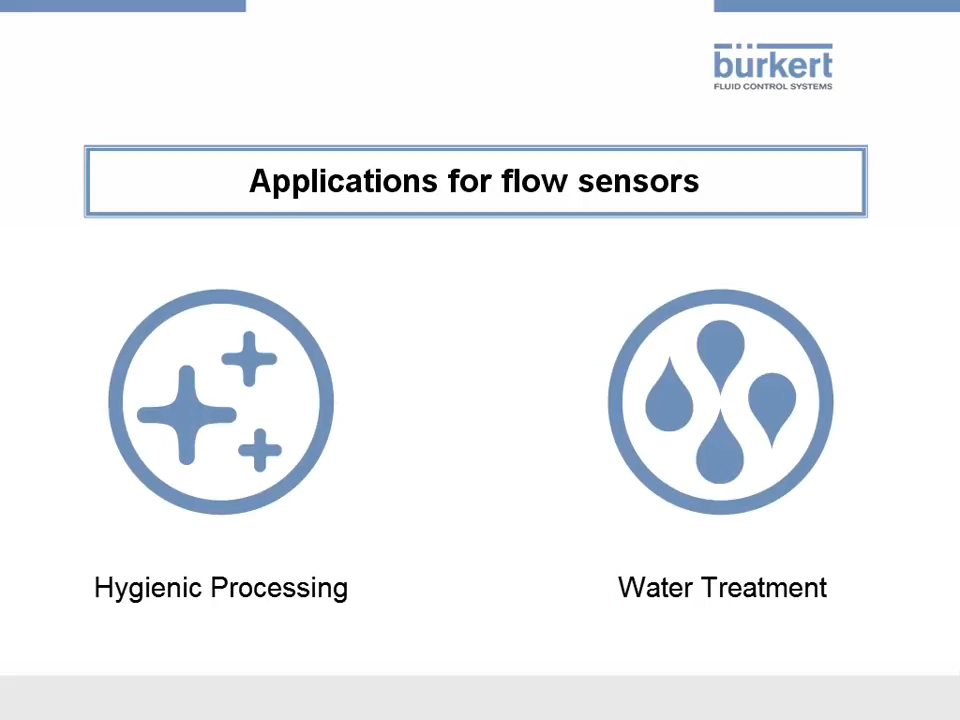 bürkert
FLUID CONTROL SYSTEMS
Applications for flow sensors
Hygienic Processing
Water Treatment